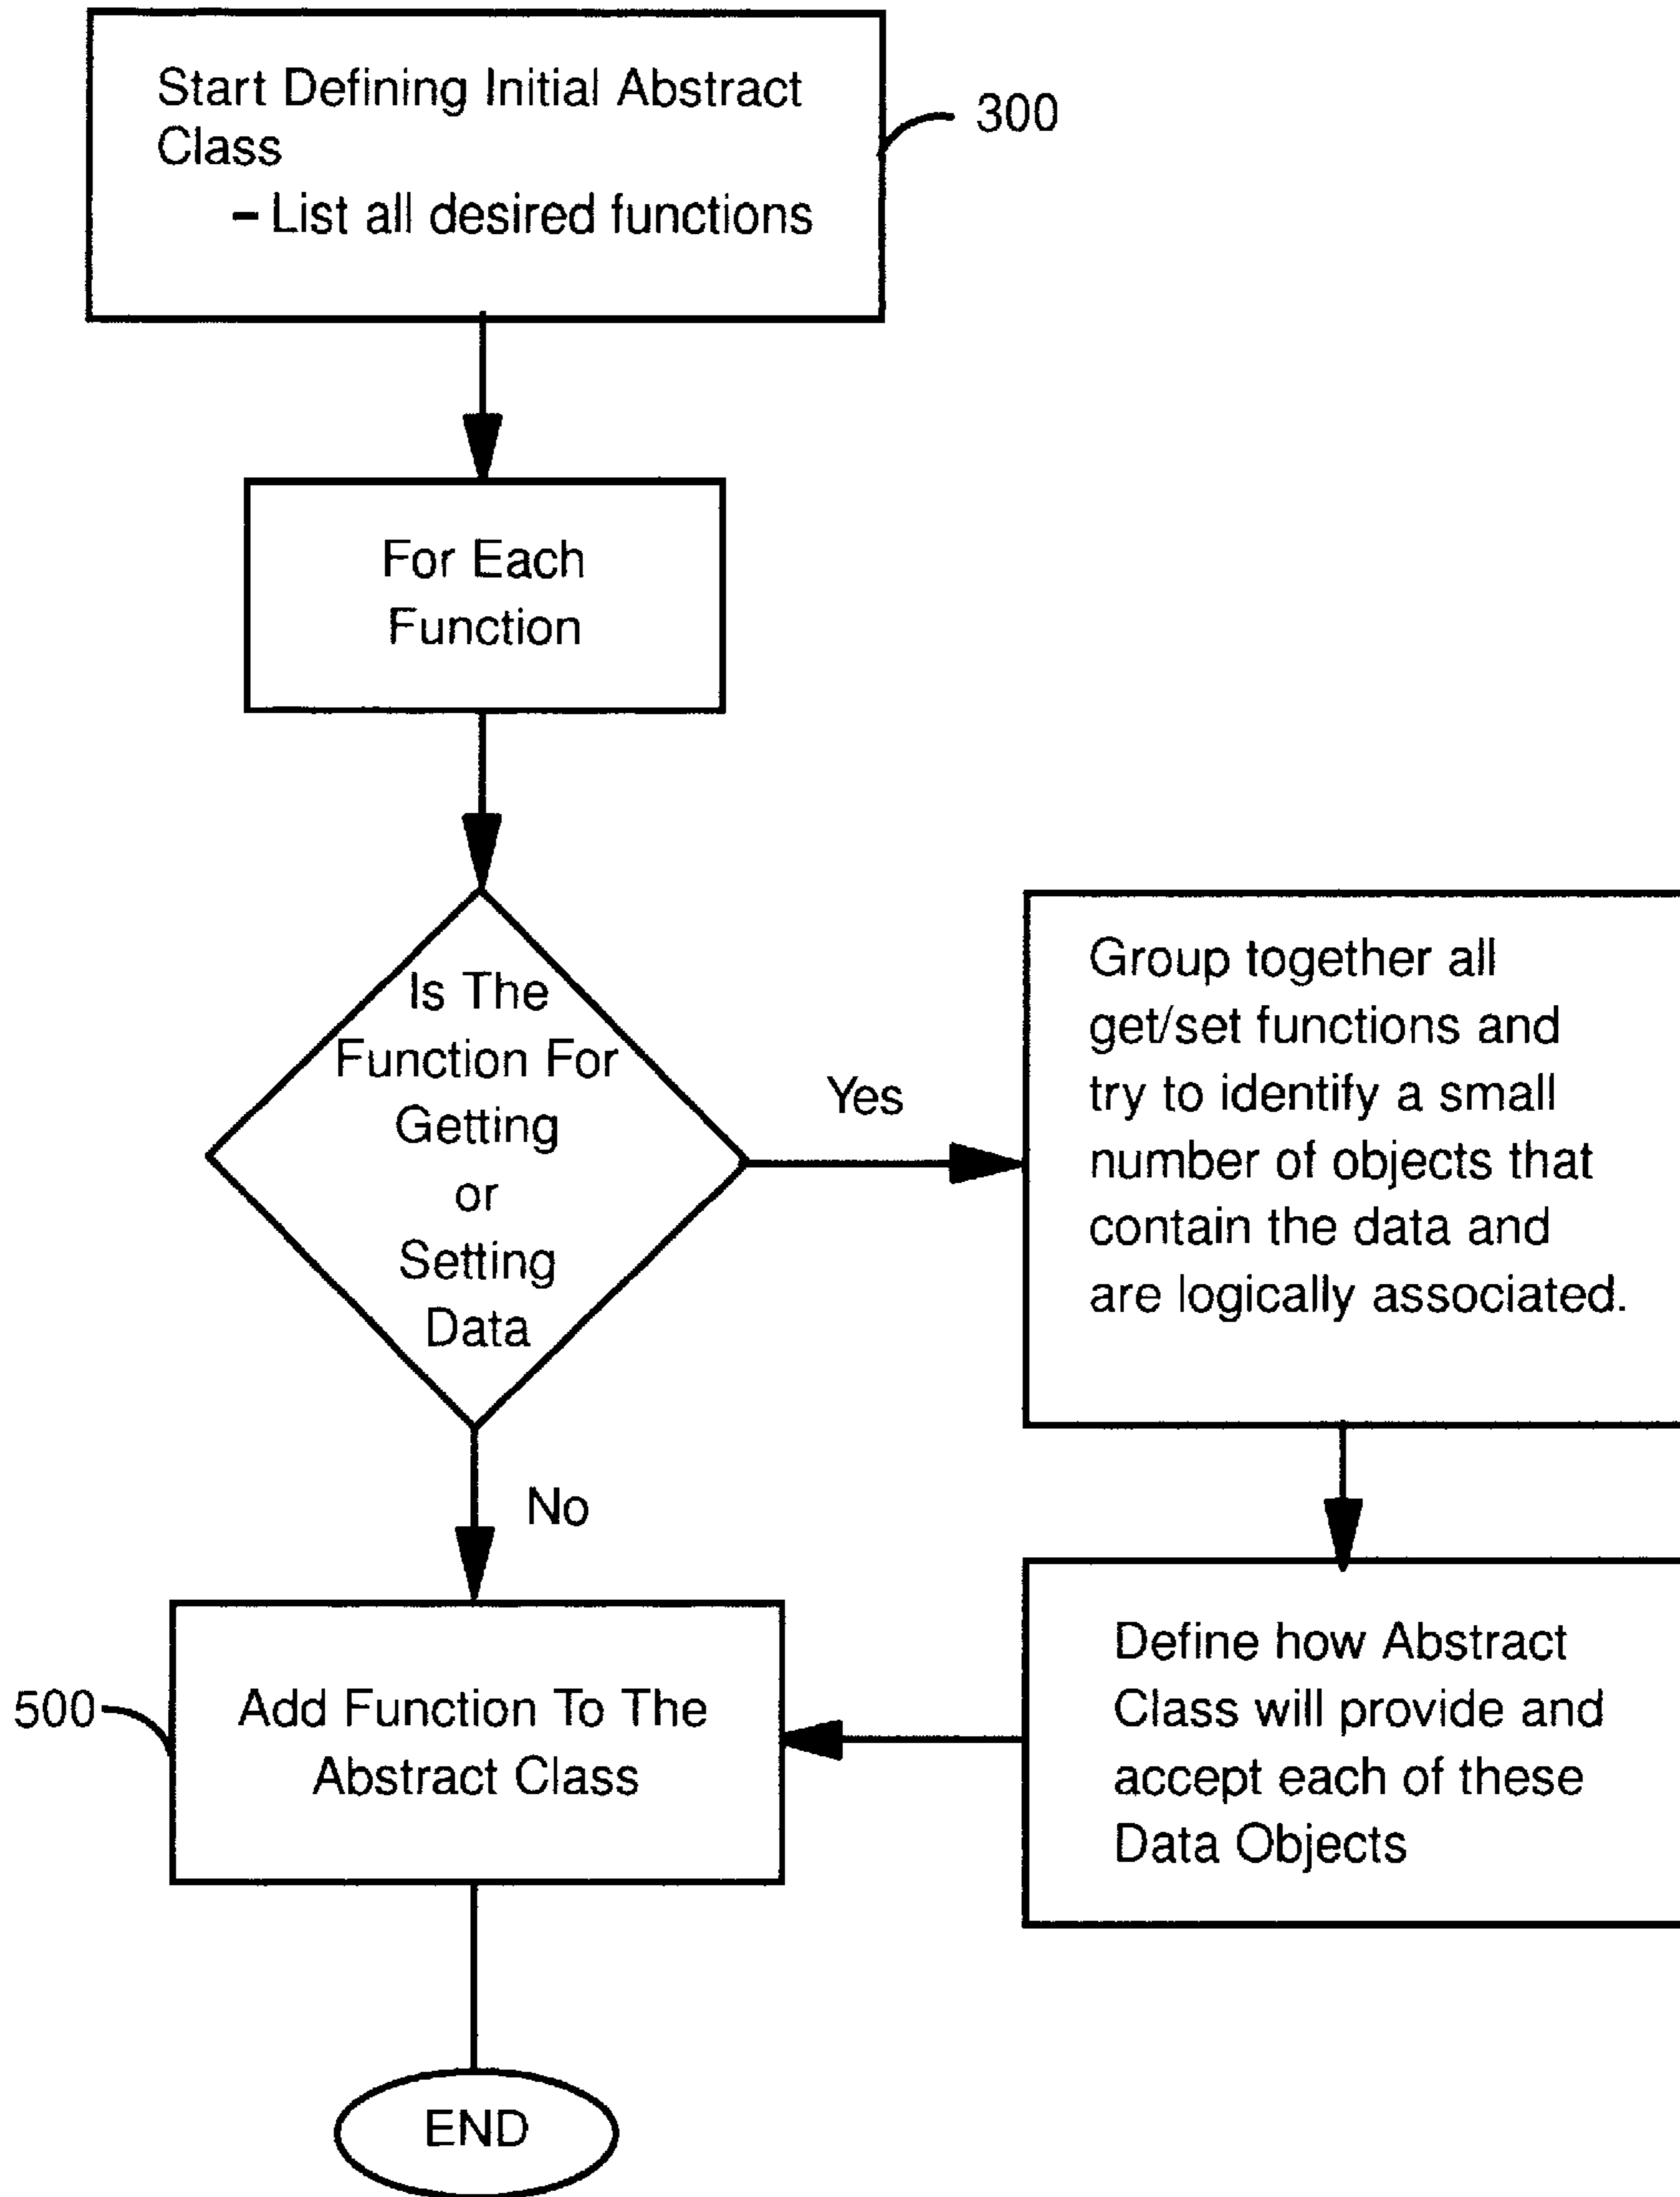 Start Defining Initial Abstract
Class
– List all desired functions
300
For Each
Function
Is The
Function For
Getting
or
Setting
Data
Yes
No
Group together all
get/set functions and
try to identify a small
number of objects that
contain the data and
are logically associated.
Define how Abstract
Class will provide and
accept each of these
Data Objects
500
Add Function To The
Abstract Class
END